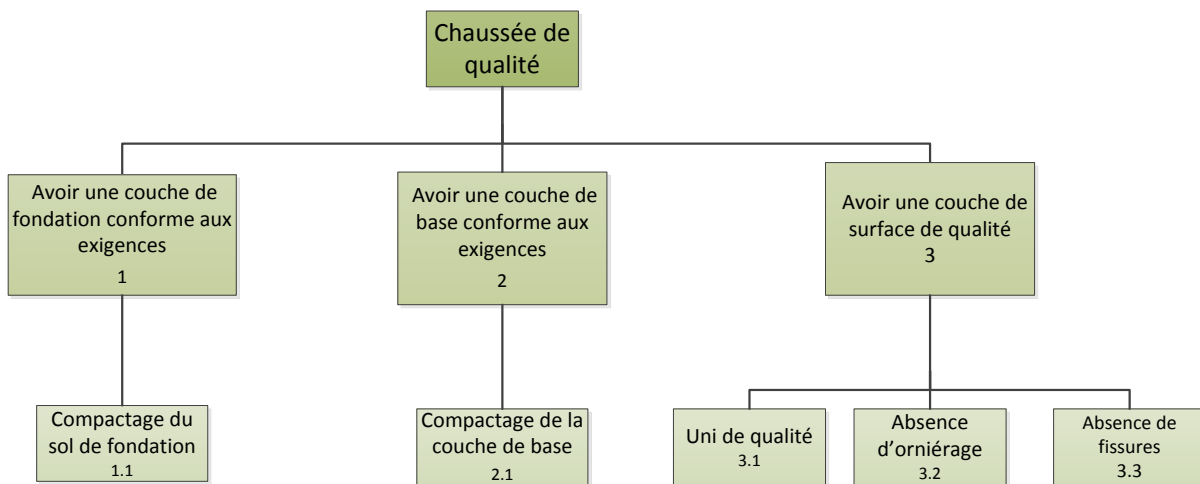 Chaussée de
qualité
Avoir une couche de
fondation conforme aux
exigences
1
Avoir une couche de
base conforme aux
exigences
2
Avoir une couche de
surface de qualité
3
Compactage du
sol de fondation
1.1
Compactage de la
couche de base
2.1
Uni de qualité
3.1
Absence
d’orniérage
3.2
Absence de
fissures
3.3